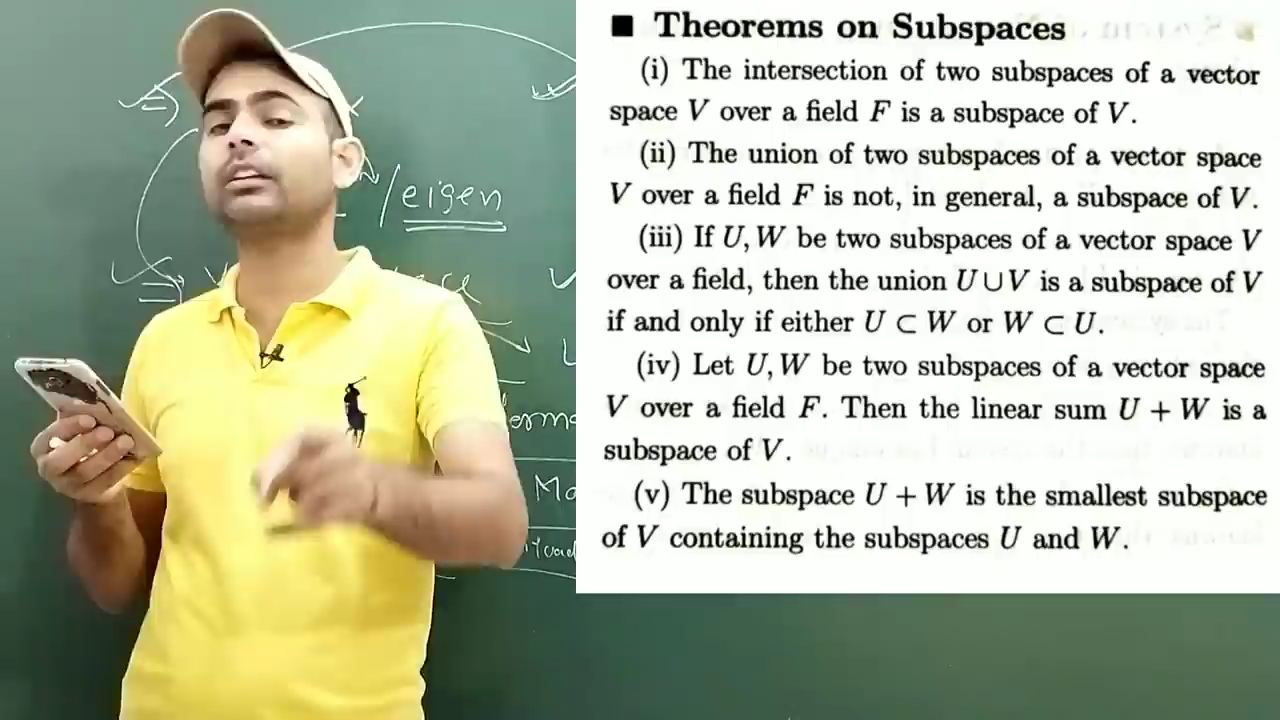 ■ Theorems on Subspaces
(i) The intersection of two subspaces of a vector
space V over a field F is a subspace of V.
(ii) The union of two subspaces of a vector space
V over a field F is not, in general, a subspace of V.
(iii) If U, W be two subspaces of a vector space V
over a field, then the union U ∪ V is a subspace of V
if and only if either U ⊂ W or W ⊂ U.
(iv) Let U, W be two subspaces of a vector space
V over a field F. Then the linear sum U + W is a
subspace of V.
(v) The subspace U + W is the smallest subspace
of V containing the subspaces U and W.
/eigen